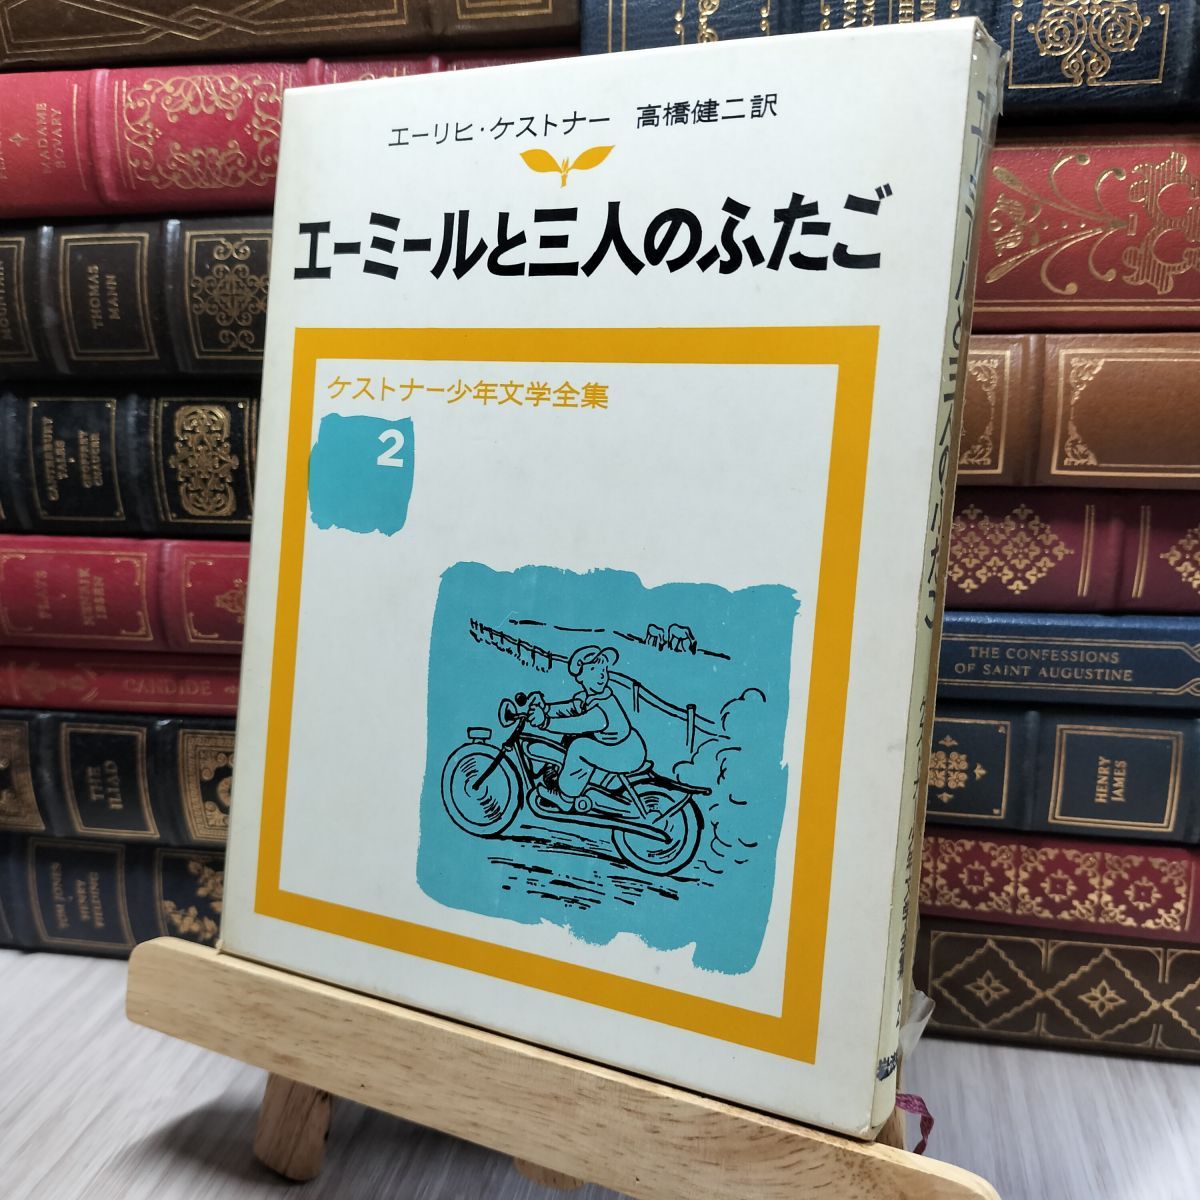 エーリヒ・ケストナー 高橋健二訳
エーミールと三人のふたご
ケストナー少年文学全集
2
MADAME
BOVARY
MOUNTAIN
THOMAS
MANN
CANTERBURY
TALES
GEOFFREY
CHAUCER
PLAYS
HENRIK
IBSEN
CANDIDE
THE
ILIAD
TOM JONES
HENRY
FIELDING
THE CONFESSIONS
OF SAINT AUGUSTINE
HENRY
JAMES